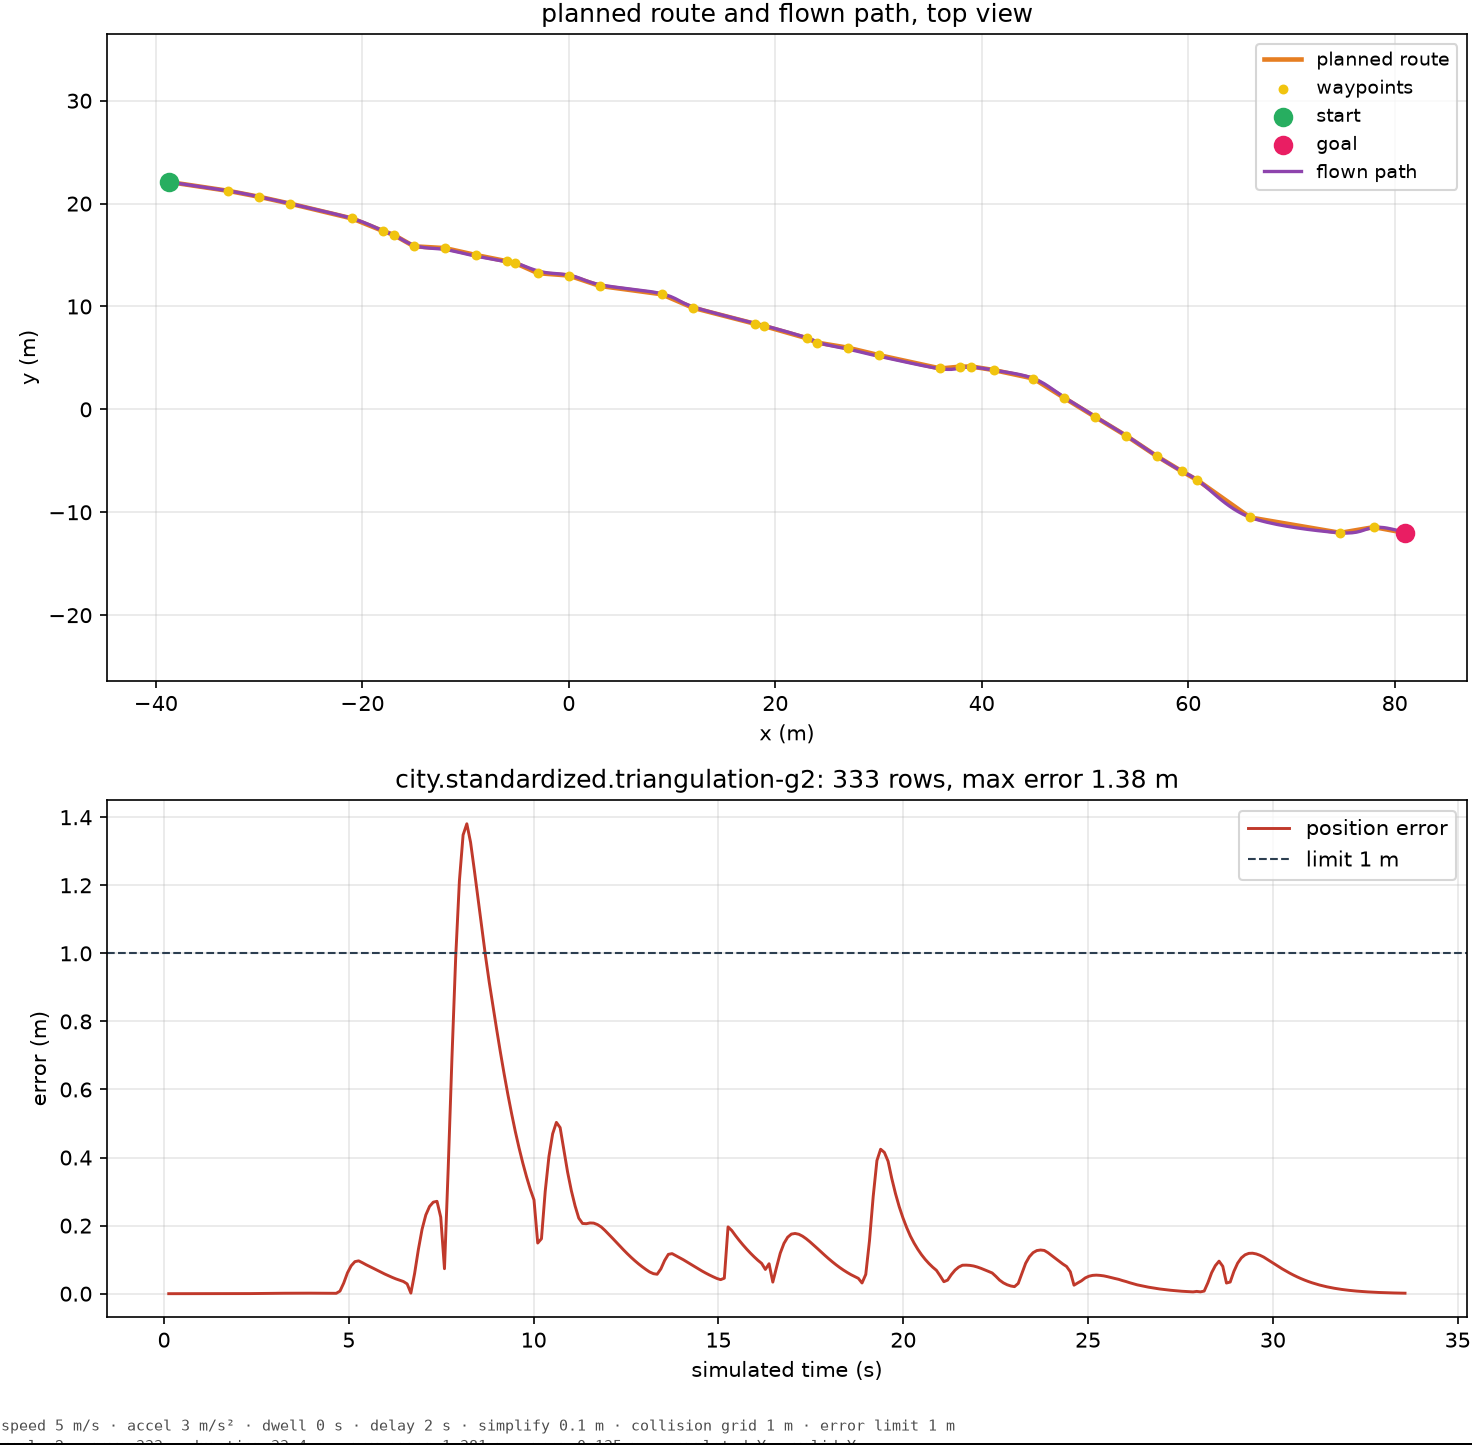 planned route and flown path, top view
planned route
waypoints
start
goal
flown path
30
20
10
0
−10
−20
y (m)
−40
−20
0
20
40
60
80
x (m)
city.standardized.triangulation-g2: 333 rows, max error 1.38 m
position error
limit 1 m
1.4
1.2
1.0
0.8
0.6
0.4
0.2
0.0
error (m)
0
5
10
15
20
25
30
35
simulated time (s)
speed 5 m/s · accel 3 m/s² · dwell 0 s · delay 2 s · simplify 0.1 m · collision grid 1 m · error limit 1 m